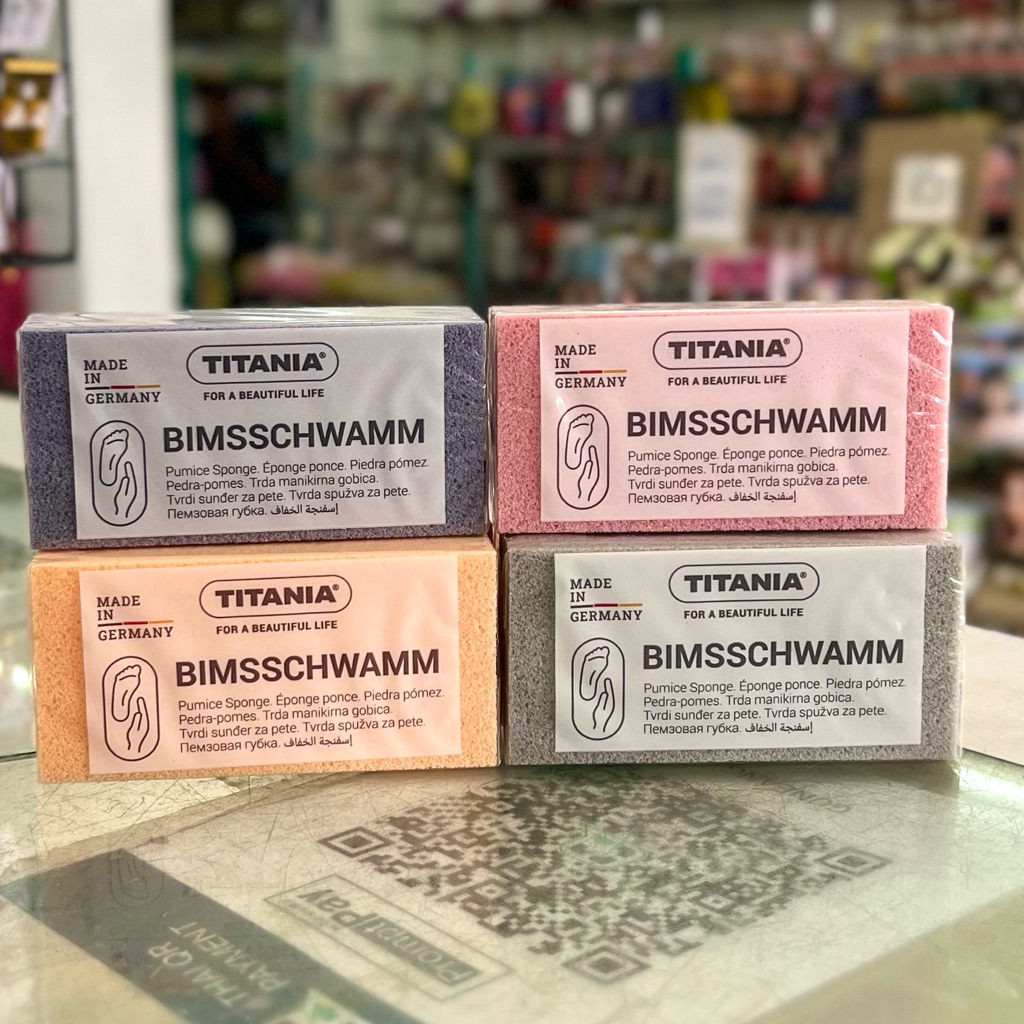 MADE
IN
GERMANY
TITANIA®
FOR A BEAUTIFUL LIFE
BIMSSCHWAMM
Pumice Sponge. Éponge ponce. Piedra pómez.
Pedra-pomes. Trda manikirna gobica.
Tvrdi sunđer za pete. Tvrda spužva za pete.
Пемзовая губка. إسفنجة الخفاف
MADE
IN
GERMANY
TITANIA®
FOR A BEAUTIFUL LIFE
BIMSSCHWAMM
Pumice Sponge. Éponge ponce. Piedra pómez.
Pedra-pomes. Trda manikirna gobica.
Tvrdi sunđer za pete. Tvrda spužva za pete.
Пемзовая губка. إسفنجة الخفاف
MADE
IN
GERMANY
TITANIA®
FOR A BEAUTIFUL LIFE
BIMSSCHWAMM
Pumice Sponge. Éponge ponce. Piedra pómez.
Pedra-pomes. Trda manikirna gobica.
Tvrdi sunđer za pete. Tvrda spužva za pete.
Пемзовая губка. إسفنجة الخفاف
MADE
IN
GERMANY
TITANIA®
FOR A BEAUTIFUL LIFE
BIMSSCHWAMM
Pumice Sponge. Éponge ponce. Piedra pómez.
Pedra-pomes. Trda manikirna gobica.
Tvrdi sunđer za pete. Tvrda spužva za pete.
Пемзовая губка. إسفنجة الخفاف
PromptPay
THAI QR
PAYMENT